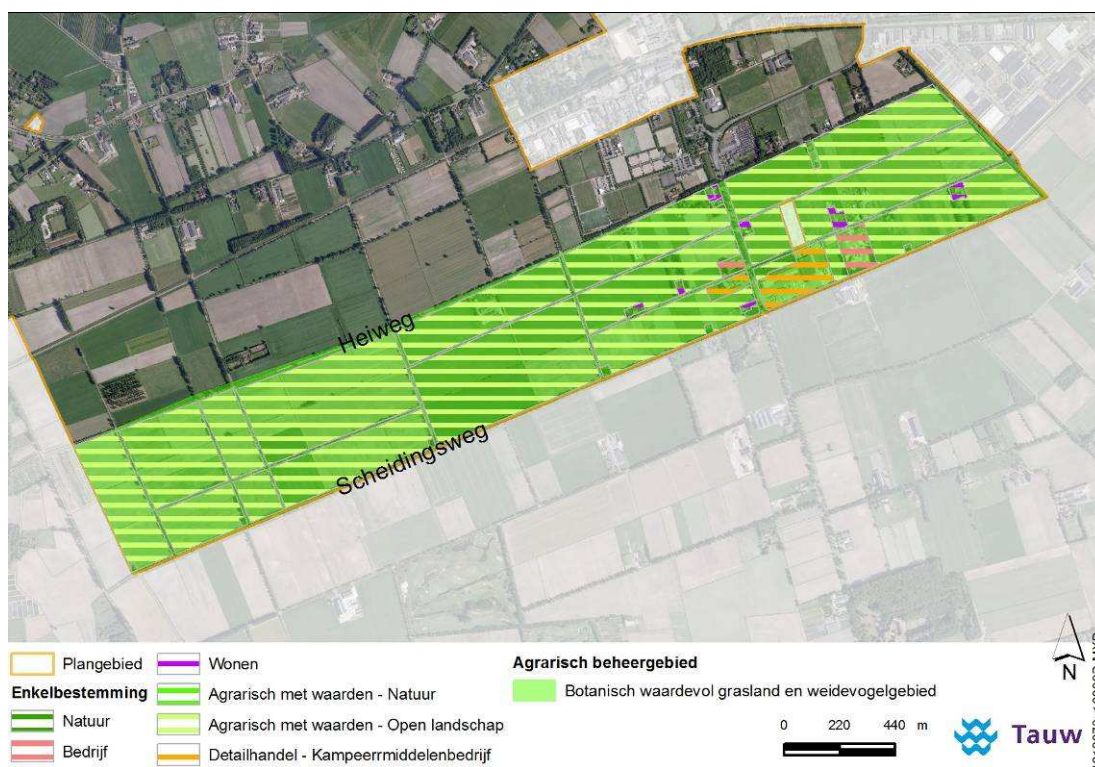 Heiweg
Scheidingsweg
Plangebied
Enkelbestemming
Natuur
Bedrijf
Wonen
Agrarisch met waarden - Natuur
Agrarisch met waarden - Open landschap
Detailhandel - Kampeerrmiddelenbedrijf
Agrarisch beheergebied
Botanisch waardevol grasland en weidevogelgebied
0 220 440 m
N
Tauw